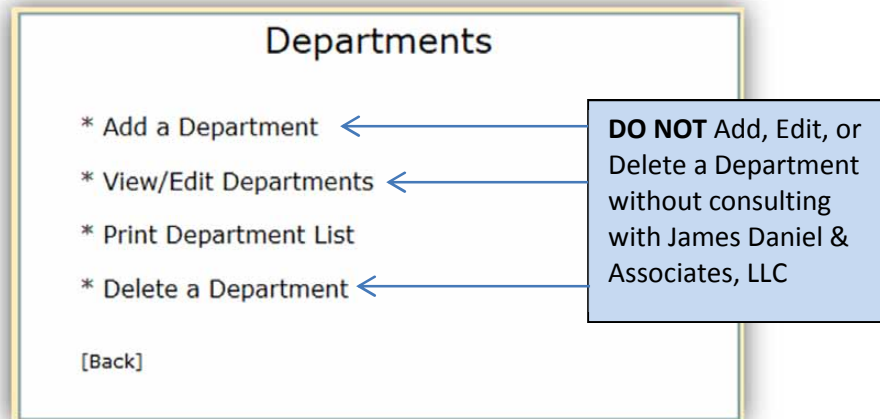 Departments
* Add a Department
* View/Edit Departments
* Print Department List
* Delete a Department
[Back]
DO NOT Add, Edit, or
Delete a Department
without consulting
with James Daniel &
Associates, LLC